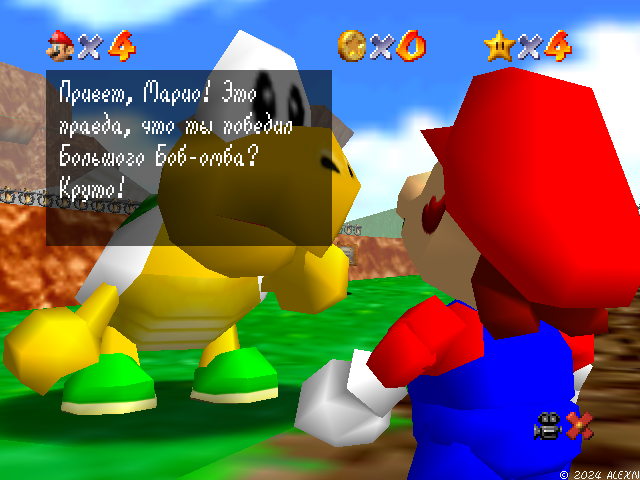 ×4
×0
×4
Привет, Марио! Это
правда, что ты победил
Большого Боб-омба?
Круто!
© 2024 ALEXN